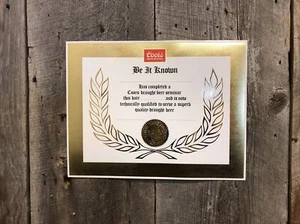 Coors
Be It Known
Has completed a
Coors draught beer seminar
this date and is now
technically qualified to serve a superb
quality draught beer